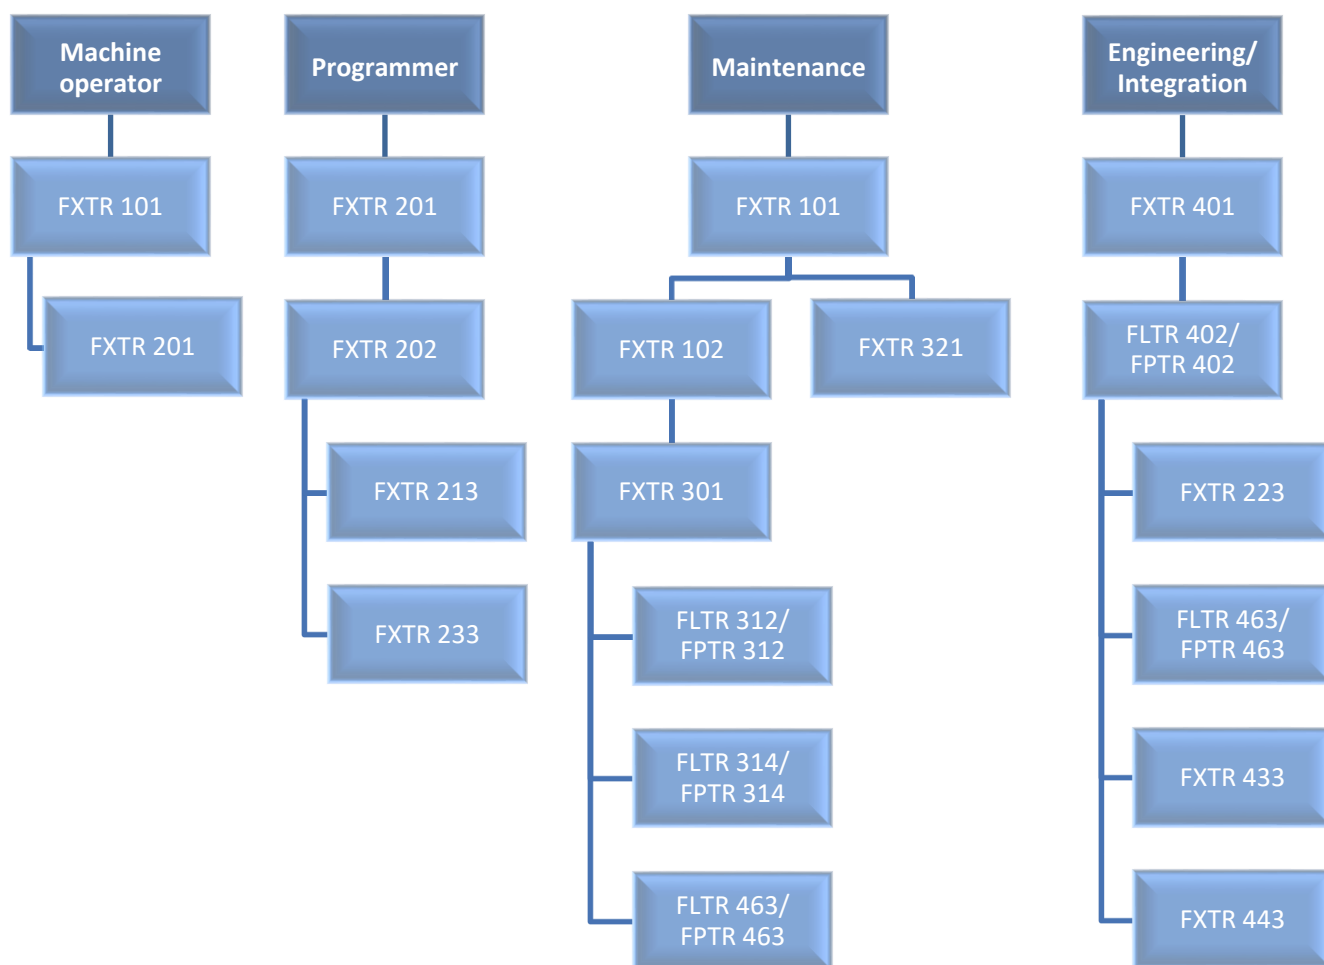 Machine
operator
Programmer
Maintenance
Engineering/
Integration
FXTR 101
FXTR 201
FXTR 101
FXTR 401
FXTR 201
FXTR 202
FXTR 102
FXTR 321
FLTR 402/
FPTR 402
FXTR 213
FXTR 301
FXTR 223
FXTR 233
FLTR 312/
FPTR 312
FLTR 463/
FPTR 463
FLTR 314/
FPTR 314
FXTR 433
FLTR 463/
FPTR 463
FXTR 443